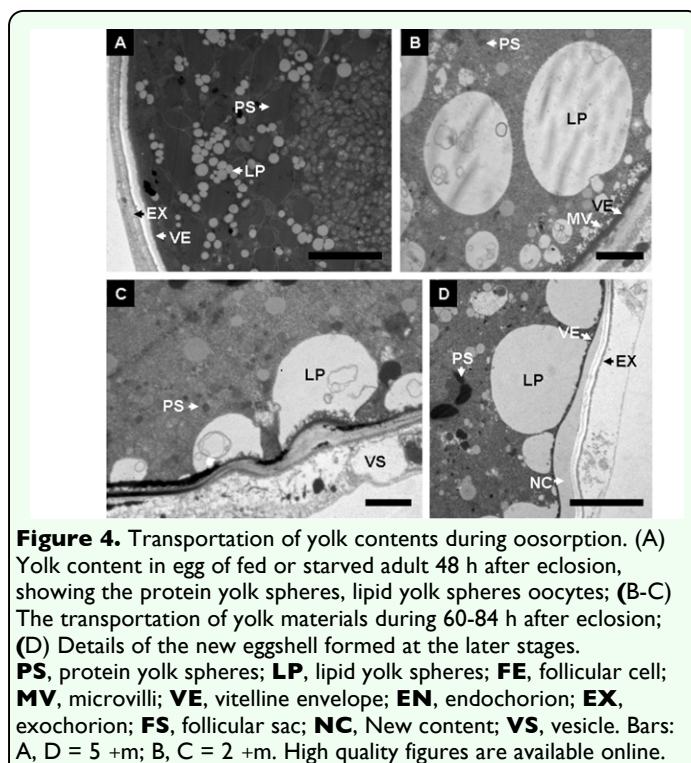 A
PS
LP
EX
VE
B
PS
LP
VE
MV
C
LP
PS
VS
D
VE
EX
PS
LP
NC
Figure 4. Transportation of yolk contents during oosorption. (A)
Yolk content in egg of fed or starved adult 48 h after eclosion,
showing the protein yolk spheres, lipid yolk spheres oocytes; (B-C)
The transportation of yolk materials during 60-84 h after eclosion;
(D) Details of the new eggshell formed at the later stages.
PS, protein yolk spheres; LP, lipid yolk spheres; FE, follicular cell;
MV, microvilli; VE, vitelline envelope; EN, endochorion; EX,
exochorion; FS, follicular sac; NC, New content; VS, vesicle. Bars:
A, D = 5 +m; B, C = 2 +m. High quality figures are available online.